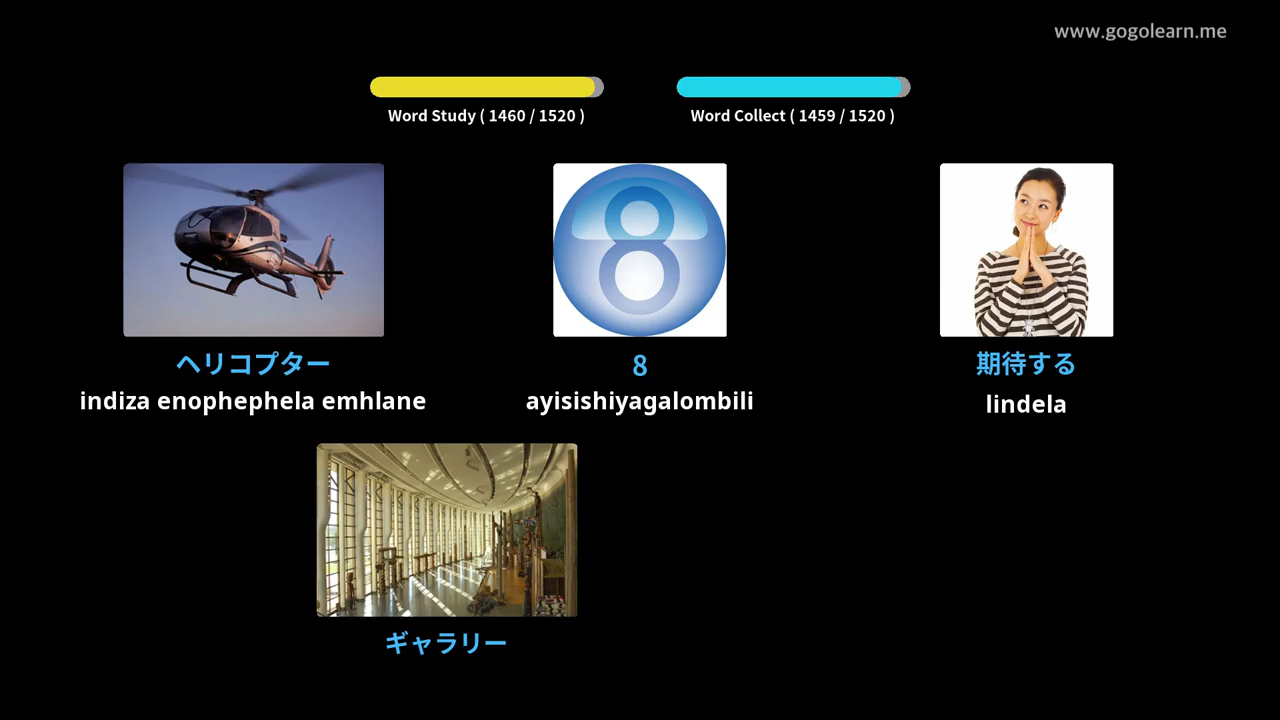 www.gogolearn.me
Word Study ( 1460 / 1520 )
Word Collect ( 1459 / 1520 )
ヘリコプター
8
期待する
indiza enophephela emhlane
ayisishiyagalombili
lindela
ギャラリー